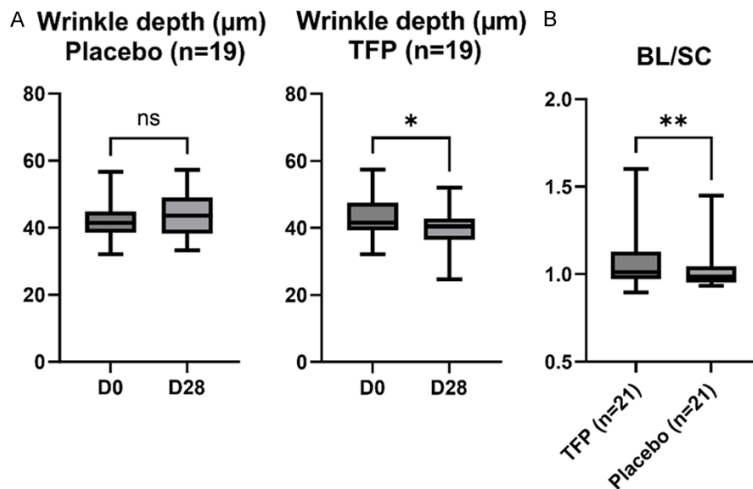 A
Wrinkle depth (µm)
Placebo (n=19)
80
60
40
20
0
ns
D0
D28
Wrinkle depth (µm)
TFP (n=19)
80
60
40
20
0
*
D0
D28
B
BL/SC
2.0
1.5
1.0
0.5
**
TFP (n=21)
Placebo (n=21)